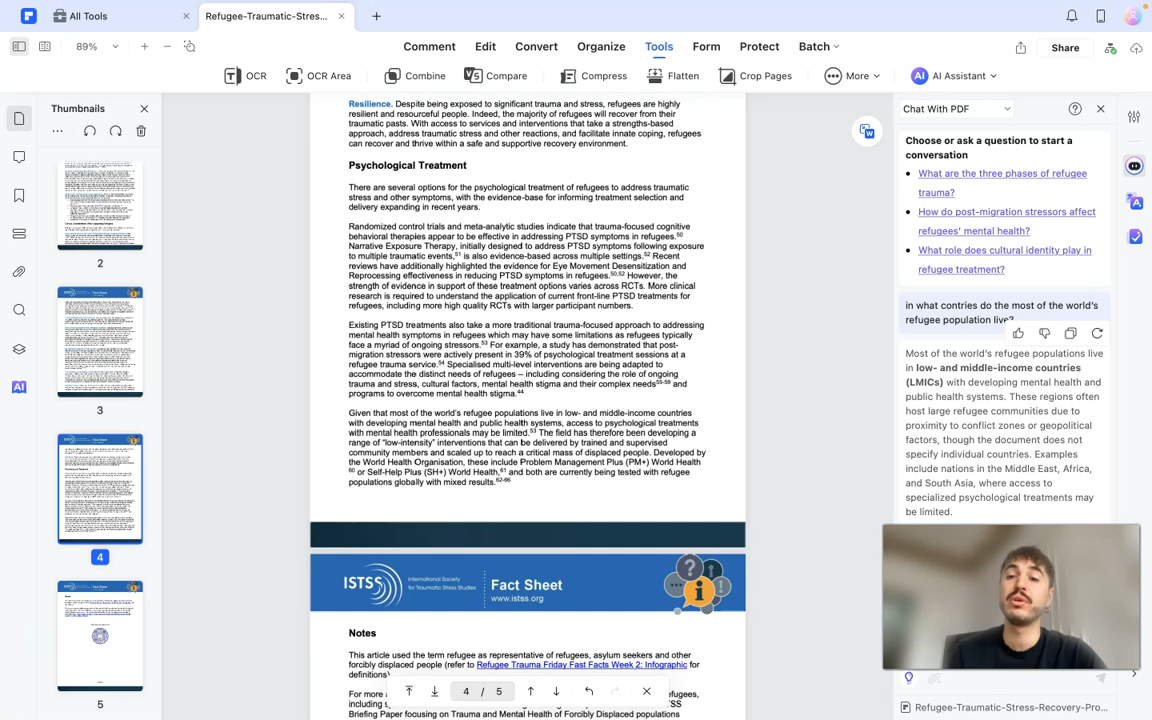 All Tools
Refugee-Traumatic-Stres...
89%
Comment
Edit
Convert
Organize
Tools
Form
Protect
Batch
Share
OCR
OCR Area
Combine
Compare
Compress
Flatten
Crop Pages
More
AI Assistant
Thumbnails
2
3
4
5
Resilience. Despite being exposed to significant trauma and stress, refugees are highly
resilient and resourceful people. Indeed, the majority of refugees will recover from their
traumatic pasts. With access to services and interventions that take a strengths-based
approach, address traumatic stress and other reactions, and facilitate innate coping, refugees
can recover and thrive within a safe and supportive recovery environment.
Psychological Treatment
There are several options for the psychological treatment of refugees to address traumatic
stress and other symptoms, with the evidence-base for informing treatment selection and
delivery expanding in recent years.
Randomized control trials and meta-analytic studies indicate that trauma-focused cognitive
behavioral therapies appear to be effective in addressing PTSD symptoms in refugees.50
Narrative Exposure Therapy, initially designed to address PTSD symptoms following exposure
to multiple traumatic events,51 is also evidence-based across multiple settings.52 Recent
reviews have additionally highlighted the evidence for Eye Movement Desensitization and
Reprocessing effectiveness in reducing PTSD symptoms in refugees.50,52 However, the
strength of evidence in support of these treatment options varies across RCTs. More clinical
research is required to understand the application of current front-line PTSD treatments for
refugees, including more high quality RCTs with larger participant numbers.
Existing PTSD treatments also take a more traditional trauma-focused approach to addressing
mental health symptoms in refugees which may have some limitations as refugees typically
face a myriad of ongoing stressors.53 For example, a study has demonstrated that post-
migration stressors were actively present in 39% of psychological treatment sessions at a
refugee trauma service.54 Specialised multi-level interventions are being adapted to
accommodate the distinct needs of refugees – including considering the role of ongoing
trauma and stress, cultural factors, mental health stigma and their complex needs55-59 and
programs to overcome mental health stigma.44
Given that most of the world's refugee populations live in low- and middle-income countries
with developing mental health and public health systems, access to psychological treatments
with mental health professionals may be limited.53 The field has therefore been developing a
range of "low-intensity" interventions that can be delivered by trained and supervised
community members and scaled up to reach a critical mass of displaced people. Developed by
the World Health Organisation, these include Problem Management Plus (PM+) World Health
60 or Self-Help Plus (SH+) World Health,61 and both are currently being tested with refugee
populations globally with mixed results.62-66
ISTSS
International Society
for Traumatic Stress Studies
Fact Sheet
www.istss.org
Notes
This article used the term refugee as representative of refugees, asylum seekers and other
forcibly displaced people (refer to Refugee Trauma Friday Fast Facts Week 2: Infographic for
definitions)
For more
efugees,
including
SS
Briefing Paper focusing on Trauma and Mental Health of Forcibly Displaced populations
4 / 5
Chat With PDF
Choose or ask a question to start a
conversation
What are the three phases of refugee
trauma?
How do post-migration stressors affect
refugees' mental health?
What role does cultural identity play in
refugee treatment?
in what contries do the most of the world's
refugee population live?
Most of the world's refugee populations live
in low- and middle-income countries
(LMICs) with developing mental health and
public health systems. These regions often
host large refugee communities due to
proximity to conflict zones or geopolitical
factors, though the document does not
specify individual countries. Examples
include nations in the Middle East, Africa,
and South Asia, where access to
specialized psychological treatments may
be limited.
Refugee-Traumatic-Stress-Recovery-Pro...